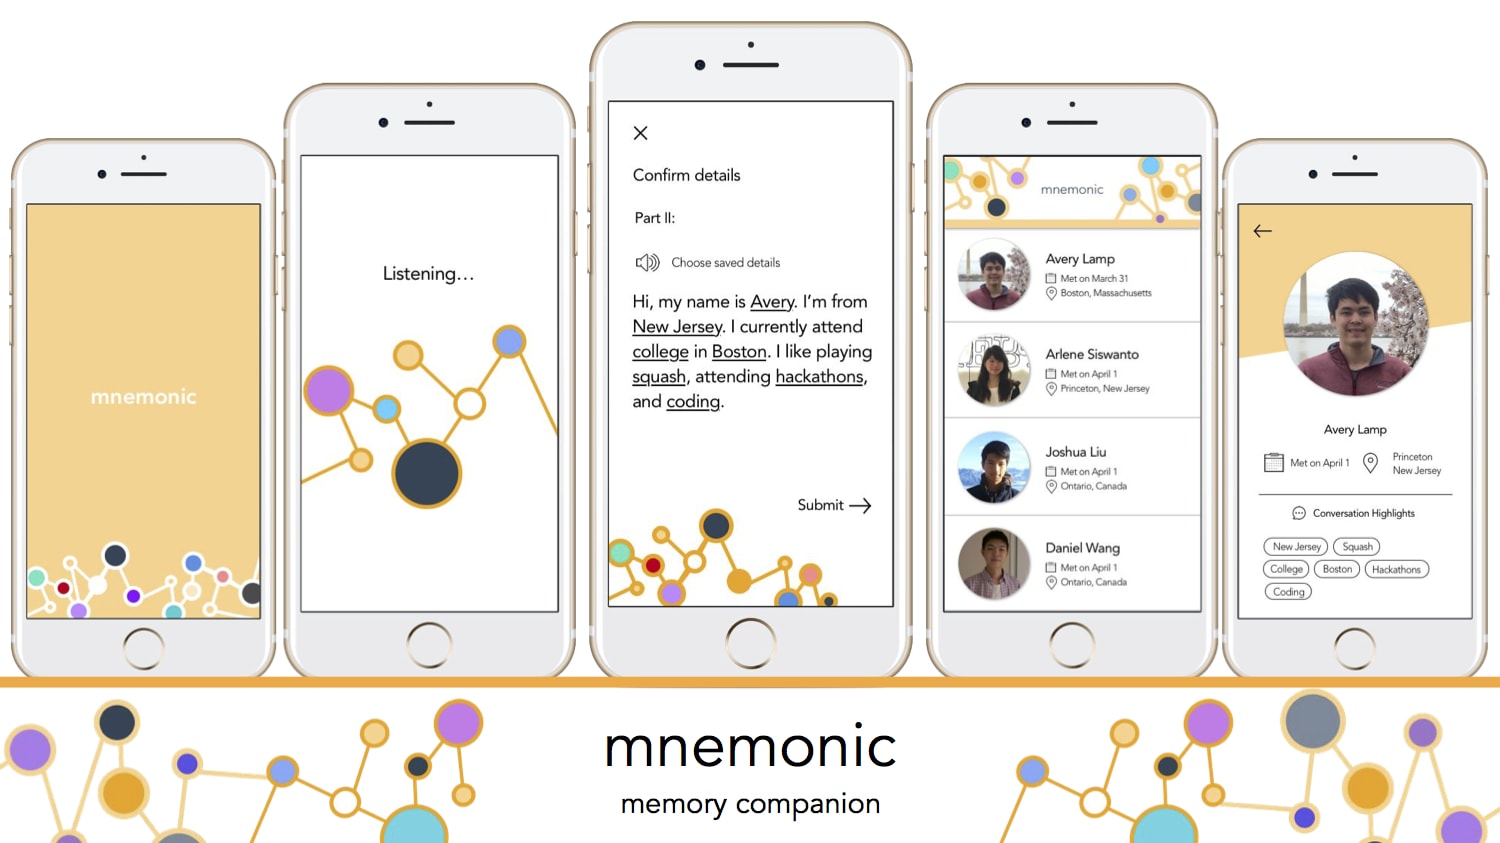 mnemonic
Listening...
Confirm details
Part II:
Choose saved details
Hi, my name is Avery. I'm from
New Jersey. I currently attend
college in Boston. I like playing
squash, attending hackathons,
and coding.
Submit
mnemonic
Avery Lamp
Met on March 31
Boston, Massachusetts
Arlene Siswanto
Met on April 1
Princeton, New Jersey
Joshua Liu
Met on April 1
Ontario, Canada
Daniel Wang
Met on April 1
Ontario, Canada
Avery Lamp
Met on April 1
Princeton
New Jersey
Conversation Highlights
New Jersey Squash
College Boston Hackathons
Coding
mnemonic
memory companion